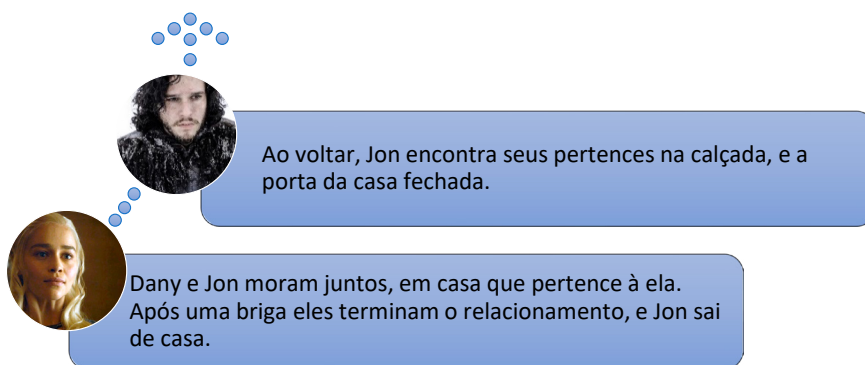 Ao voltar, Jon encontra seus pertences na calçada, e a
porta da casa fechada.
Dany e Jon moram juntos, em casa que pertence à ela.
Após uma briga eles terminam o relacionamento, e Jon sai
de casa.